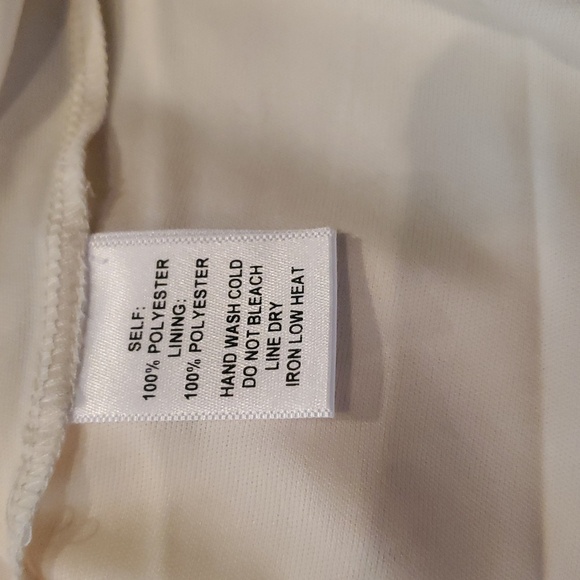 SELF:
100% POLYESTER
LINING:
100% POLYESTER
HAND WASH COLD
DO NOT BLEACH
LINE DRY
IRON LOW HEAT